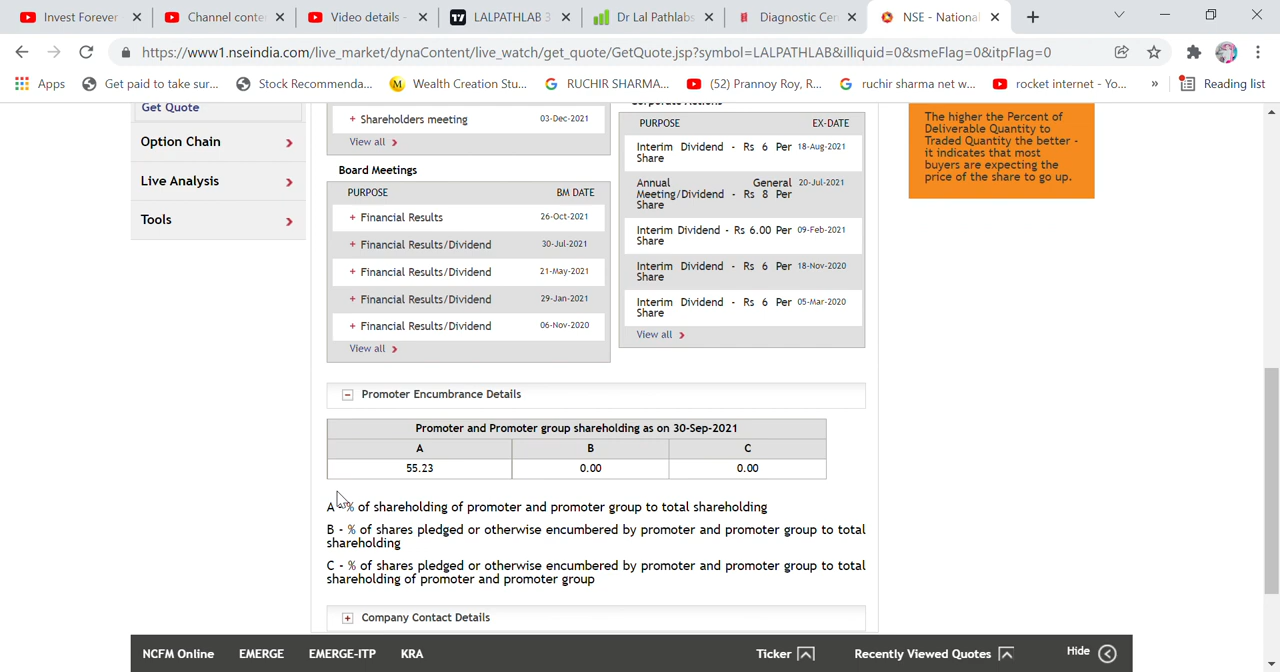 Invest Forever
Channel conte
Video details -
LALPATHLAB 3
Dr Lal Pathlabs
Diagnostic Cen
NSE - National
https://www1.nseindia.com/live_market/dynaContent/live_watch/get_quote/GetQuote.jsp?symbol=LALPATHLAB&illiquid=0&smeFlag=0&itpFlag=0
Apps
Get paid to take sur...
Stock Recommenda...
Wealth Creation Stu...
RUCHIR SHARMA...
(52) Prannoy Roy, R...
ruchir sharma net w...
rocket internet - Yo...
»
Reading list
Get Quote
Option Chain
Live Analysis
Tools
+ Shareholders meeting 03-Dec-2021
View all
Board Meetings
PURPOSE BM DATE
+ Financial Results 26-Oct-2021
+ Financial Results/Dividend 30-Jul-2021
+ Financial Results/Dividend 21-May-2021
+ Financial Results/Dividend 29-Jan-2021
+ Financial Results/Dividend 06-Nov-2020
View all
Corporate Actions
PURPOSE EX-DATE
Interim Dividend - Rs 6 Per 18-Aug-2021
Share
Annual General 20-Jul-2021
Meeting/Dividend - Rs 8 Per
Share
Interim Dividend - Rs 6.00 Per 09-Feb-2021
Share
Interim Dividend - Rs 6 Per 18-Nov-2020
Share
Interim Dividend - Rs 6 Per 05-Mar-2020
Share
View all
The higher the Percent of
Deliverable Quantity to
Traded Quantity the better -
it indicates that most
buyers are expecting the
price of the share to go up.
Promoter Encumbrance Details
Promoter and Promoter group shareholding as on 30-Sep-2021
A B C
55.23 0.00 0.00
A - % of shareholding of promoter and promoter group to total shareholding
B - % of shares pledged or otherwise encumbered by promoter and promoter group to total
shareholding
C - % of shares pledged or otherwise encumbered by promoter and promoter group to total
shareholding of promoter and promoter group
+ Company Contact Details
NCFM Online EMERGE EMERGE-ITP KRA Ticker Recently Viewed Quotes Hide